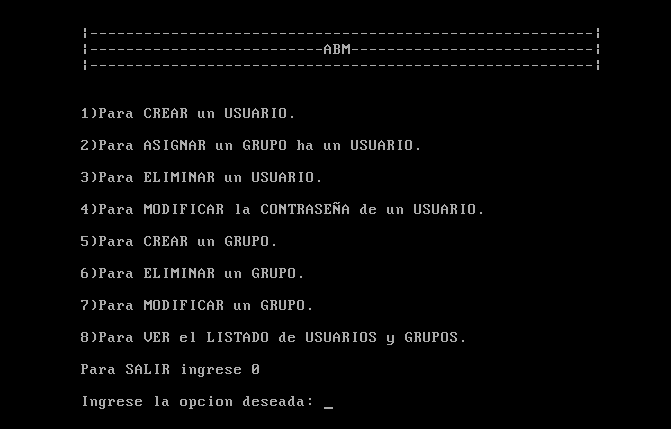 ¦--------------------------------------------------------¦
¦--------------------------ABM---------------------------¦
¦--------------------------------------------------------¦
1)Para CREAR un USUARIO.
2)Para ASIGNAR un GRUPO ha un USUARIO.
3)Para ELIMINAR un USUARIO.
4)Para MODIFICAR la CONTRASEÑA de un USUARIO.
5)Para CREAR un GRUPO.
6)Para ELIMINAR un GRUPO.
7)Para MODIFICAR un GRUPO.
8)Para VER el LISTADO de USUARIOS y GRUPOS.
Para SALIR ingrese 0
Ingrese la opcion deseada: _